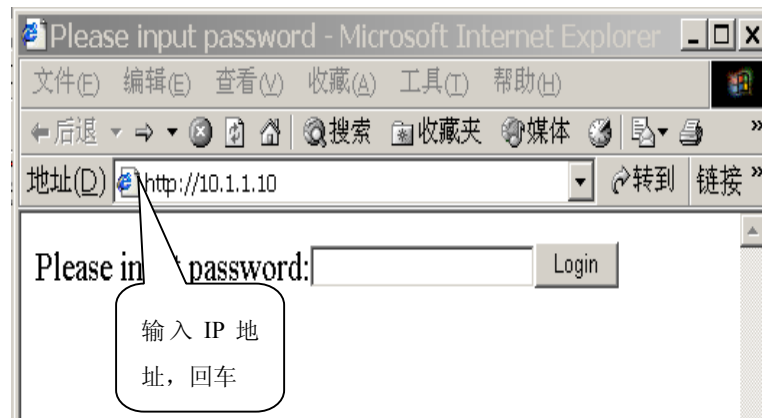 Please input password - Microsoft Internet Explorer
文件(F) 编辑(E) 查看(V) 收藏(A) 工具(T) 帮助(H)
后退 搜索 收藏夹 媒体 »
地址(D) http://10.1.1.10 转到 链接 »
Please input password: Login
输入 IP 地
址，回车